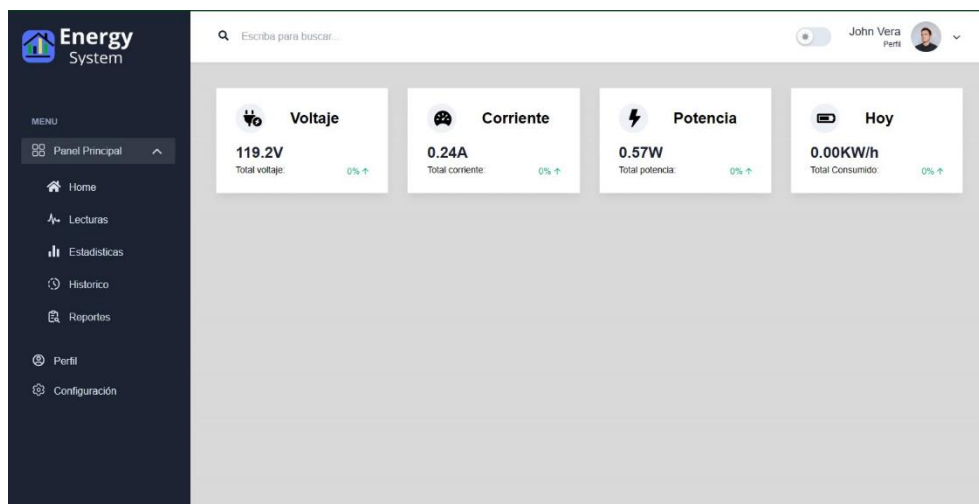 Energy
System
MENU
Panel Principal
Home
Lecturas
Estadisticas
Historico
Reportes
Perfil
Configuración
Escriba para buscar...
John Vera
Perfil
Voltaje
119.2V
Total voltaje:
0% ↑
Corriente
0.24A
Total corriente:
0% ↑
Potencia
0.57W
Total potencia:
0% ↑
Hoy
0.00KW/h
Total Consumido:
0% ↑